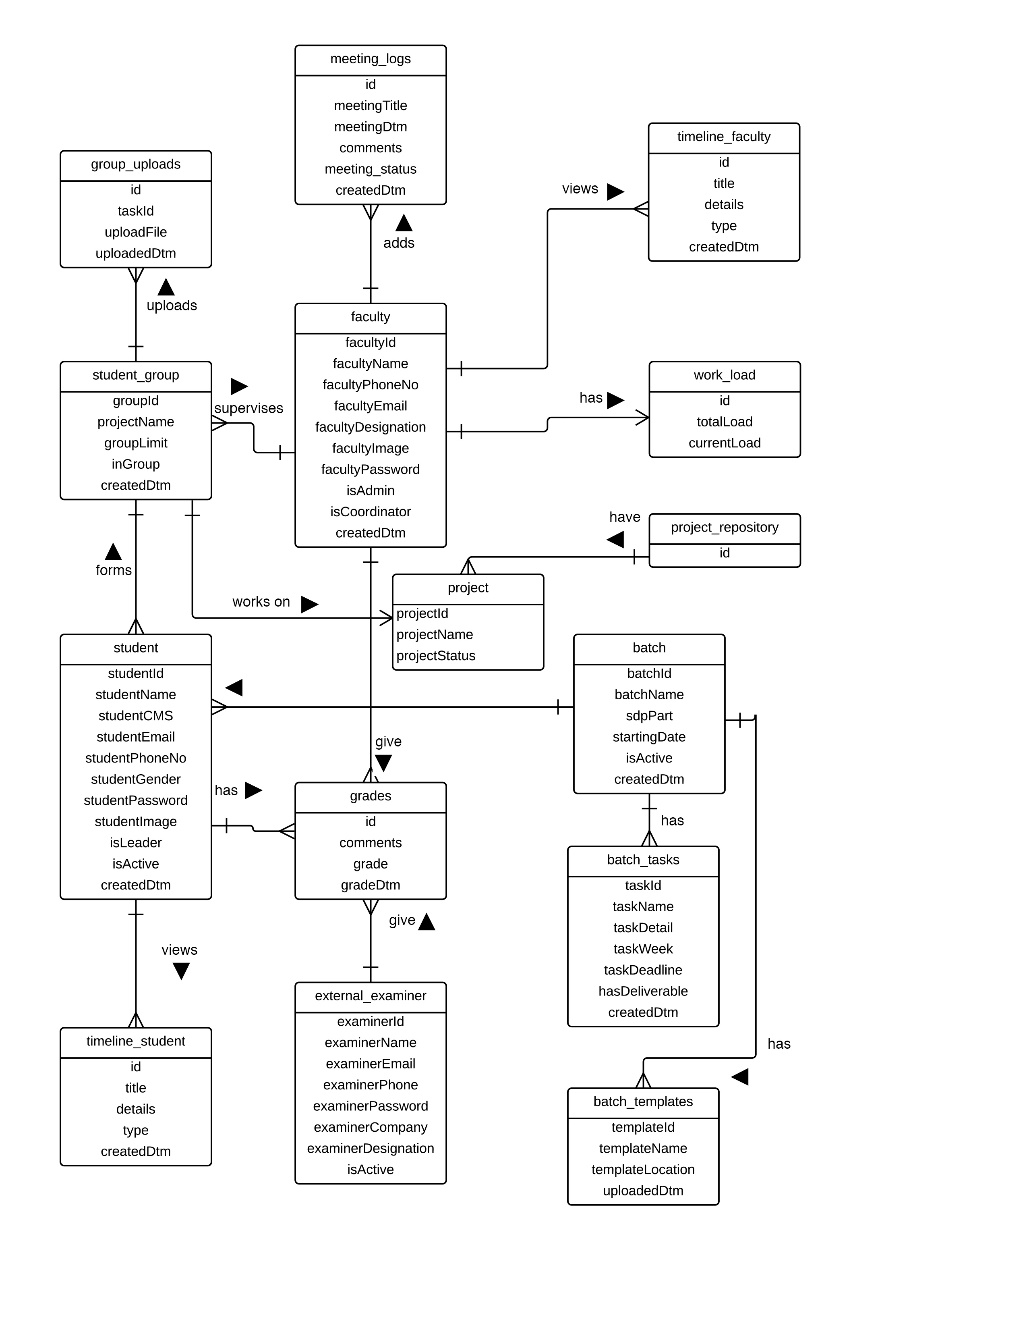 meeting_logs
id
meetingTitle
meetingDtm
comments
meeting_status
createdDtm
adds
group_uploads
id
taskId
uploadFile
uploadedDtm
uploads
timeline_faculty
id
title
details
type
createdDtm
views
student_group
groupId
projectName
groupLimit
inGroup
createdDtm
supervises
faculty
facultyId
facultyName
facultyPhoneNo
facultyEmail
facultyDesignation
facultyImage
facultyPassword
isAdmin
isCoordinator
createdDtm
has
work_load
id
totalLoad
currentLoad
have
project_repository
id
forms
works on
project
projectId
projectName
projectStatus
student
studentId
studentName
studentCMS
studentEmail
studentPhoneNo
studentGender
studentPassword
studentImage
isLeader
isActive
createdDtm
batch
batchId
batchName
sdpPart
startingDate
isActive
createdDtm
give
has
grades
id
comments
grade
gradeDtm
has
batch_tasks
taskId
taskName
taskDetail
taskWeek
taskDeadline
hasDeliverable
createdDtm
give
views
external_examiner
examinerId
examinerName
examinerEmail
examinerPhone
examinerPassword
examinerCompany
examinerDesignation
isActive
timeline_student
id
title
details
type
createdDtm
has
batch_templates
templateId
templateName
templateLocation
uploadedDtm